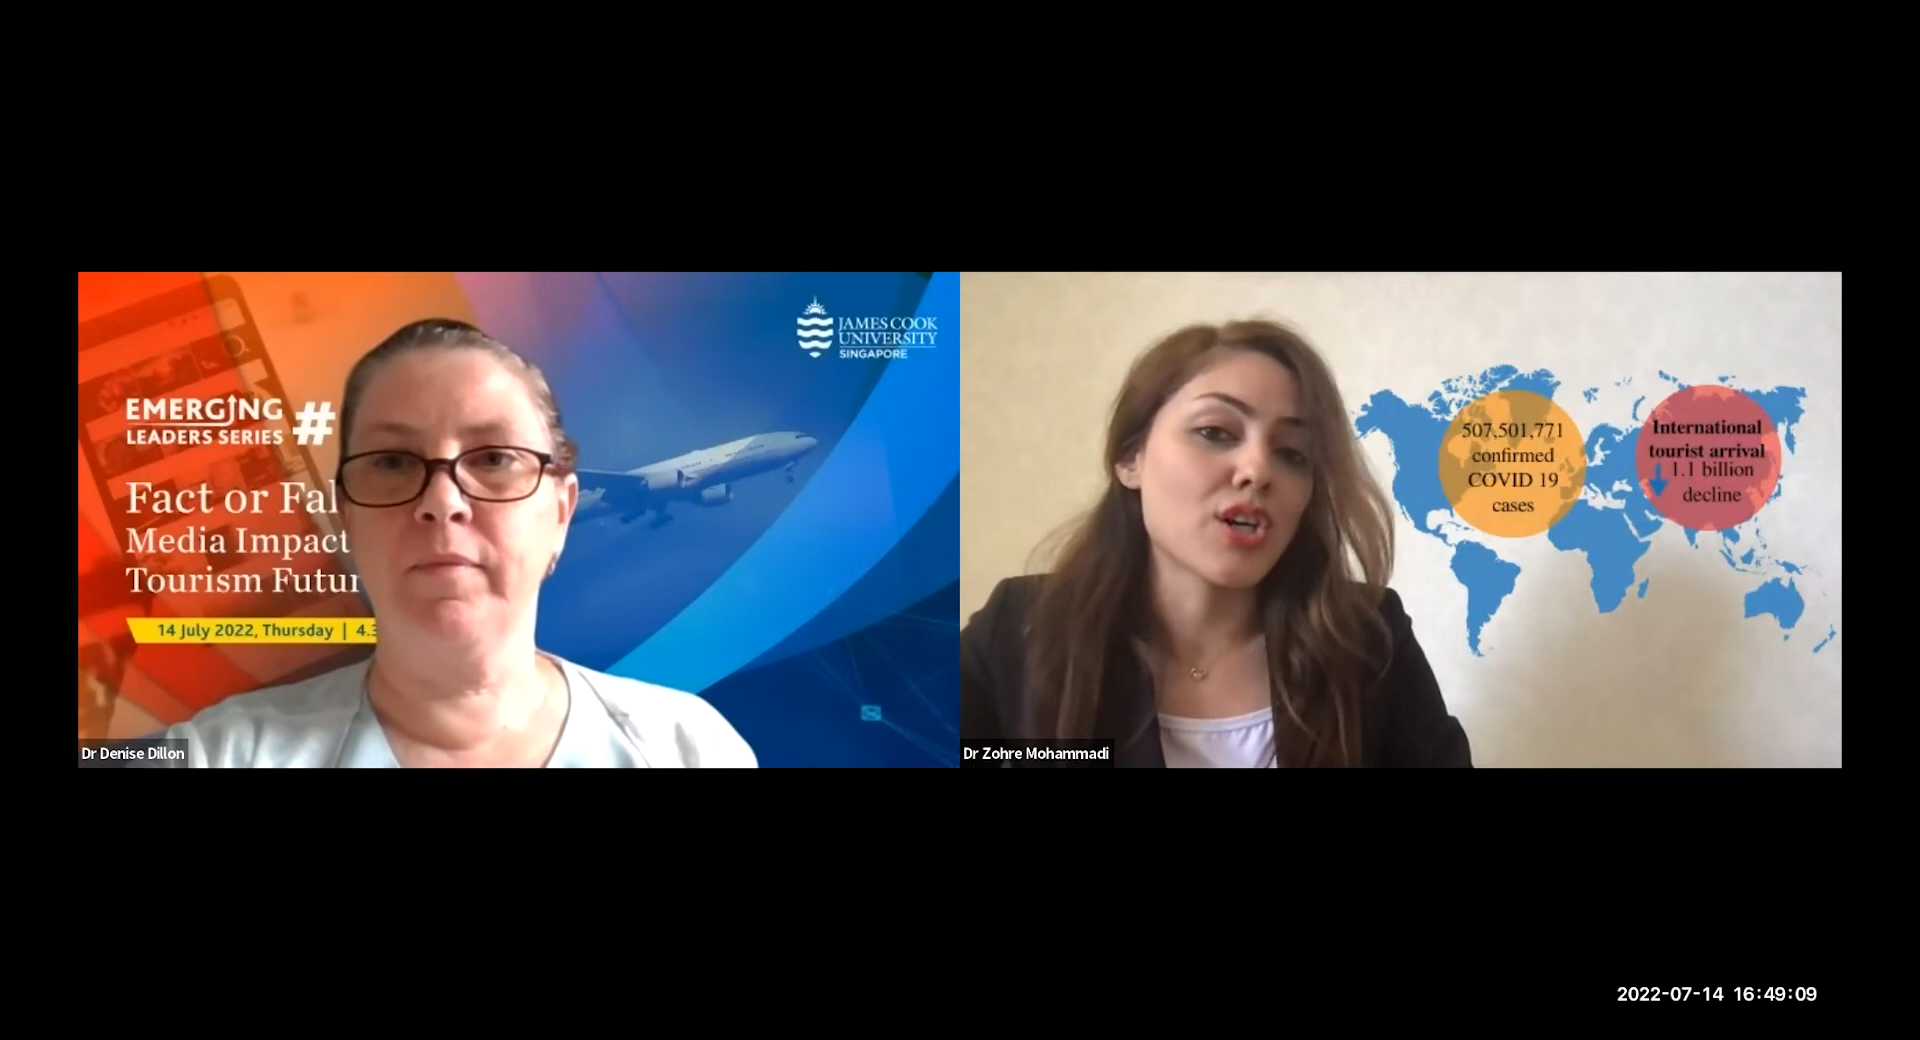 JAMES COOK
UNIVERSITY
SINGAPORE
EMERGING
LEADERS SERIES #
Fact or Fal
Media Impact
Tourism Futur
14 July 2022, Thursday | 4.3
Dr Denise Dillon
507,501,771
confirmed
COVID 19
cases
International
tourist arrival
1.1 billion
decline
Dr Zohre Mohammadi
2022-07-14 16:49:09